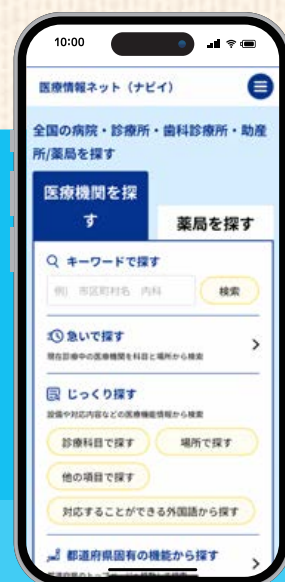 10:00
医療情報ネット（ナビイ）
全国の病院・診療所・歯科診療所・助産
所/薬局を探す
医療機関を探
す
薬局を探す
キーワードで探す
例) 市区町村名 内科
検索
急いで探す
現在診療中の医療機関を科目と場所から検索
じっくり探す
設備や対応内容などの医療機能情報から検索
診療科目で探す
場所で探す
他の項目で探す
対応することができる外国語から探す
都道府県固有の機能から探す